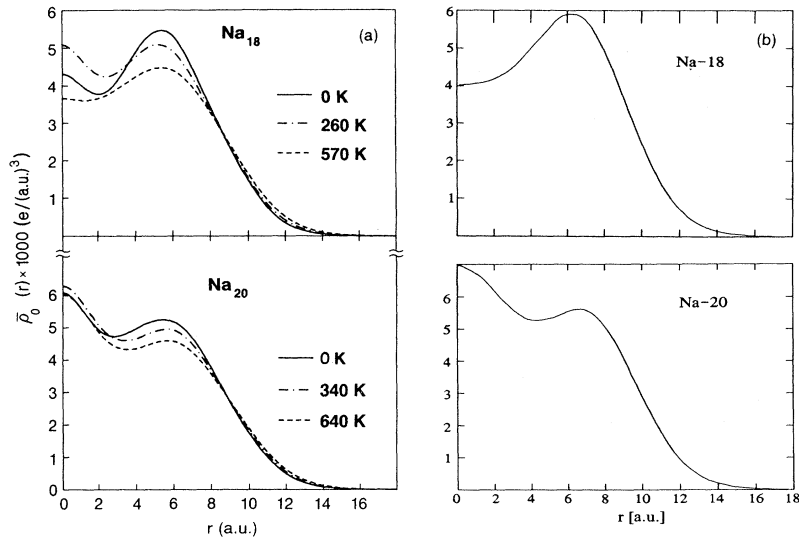 Na18
(a)
6
5
4
3
2
1
0 K
260 K
570 K
ρ̄0 (r) × 1000 (e/(a.u.)³)
Na20
6
5
4
3
2
1
0 K
340 K
640 K
0 2 4 6 8 10 12 14 16
r (a.u.)
6
5
4
3
2
1
Na-18
(b)
6
5
4
3
2
1
Na-20
0 2 4 6 8 10 12 14 16 18
r [a.u.]